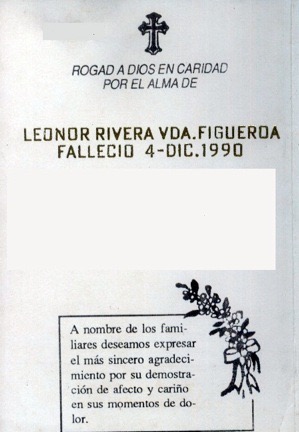 ROGAD A DIOS EN CARIDAD
POR EL ALMA DE
LEONOR RIVERA VDA.FIGUEROA
FALLECIO 4-DIC.1990
A nombre de los fami-
liares deseamos expresar
el más sincero agradeci-
miento por su demostra-
ción de afecto y cariño
en sus momentos de do-
lor.